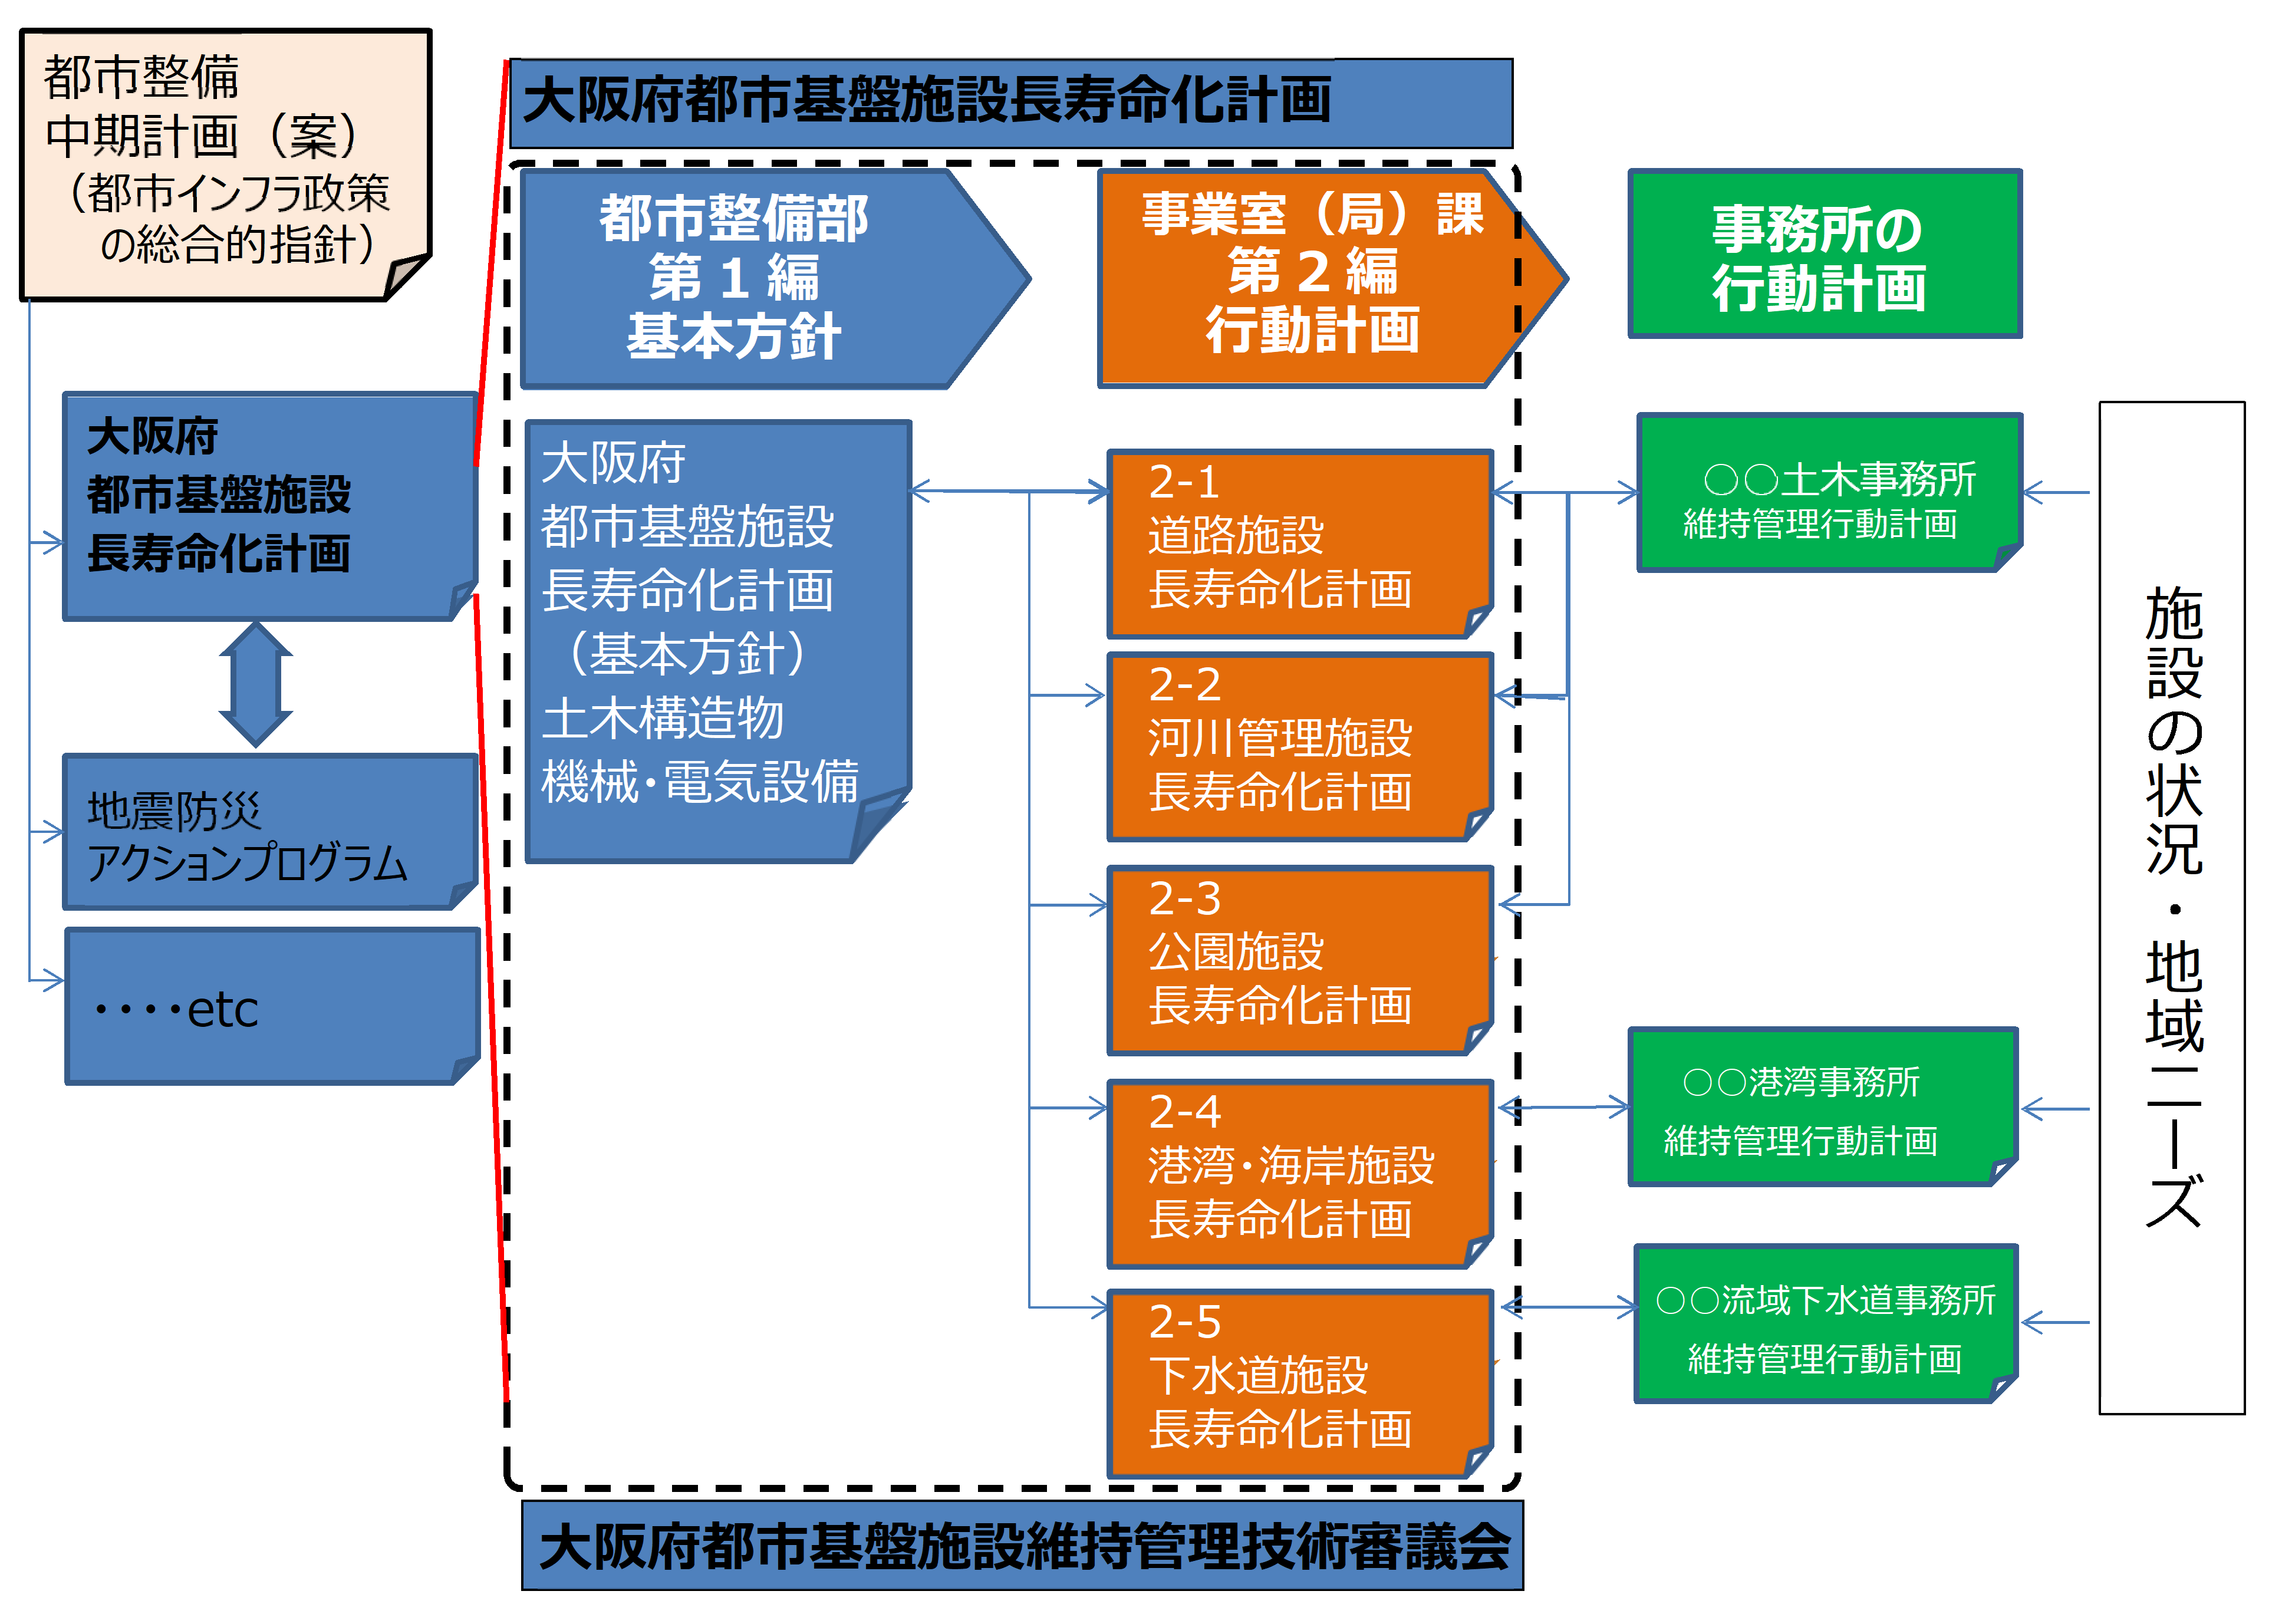 都市整備
中期計画（案）
（都市インフラ政策
の総合的指針）
大阪府
都市基盤施設
長寿命化計画
地震防災
アクションプログラム
・・・・etc
大阪府都市基盤施設長寿命化計画
都市整備部
第1編
基本方針
事業室（局）課
第2編
行動計画
事務所の
行動計画
大阪府
都市基盤施設
長寿命化計画
（基本方針）
土木構造物
機械・電気設備
2-1
道路施設
長寿命化計画
2-2
河川管理施設
長寿命化計画
2-3
公園施設
長寿命化計画
2-4
港湾・海岸施設
長寿命化計画
2-5
下水道施設
長寿命化計画
○○土木事務所
維持管理行動計画
○○港湾事務所
維持管理行動計画
○○流域下水道事務所
維持管理行動計画
施設の状況・地域ニーズ
大阪府都市基盤施設維持管理技術審議会